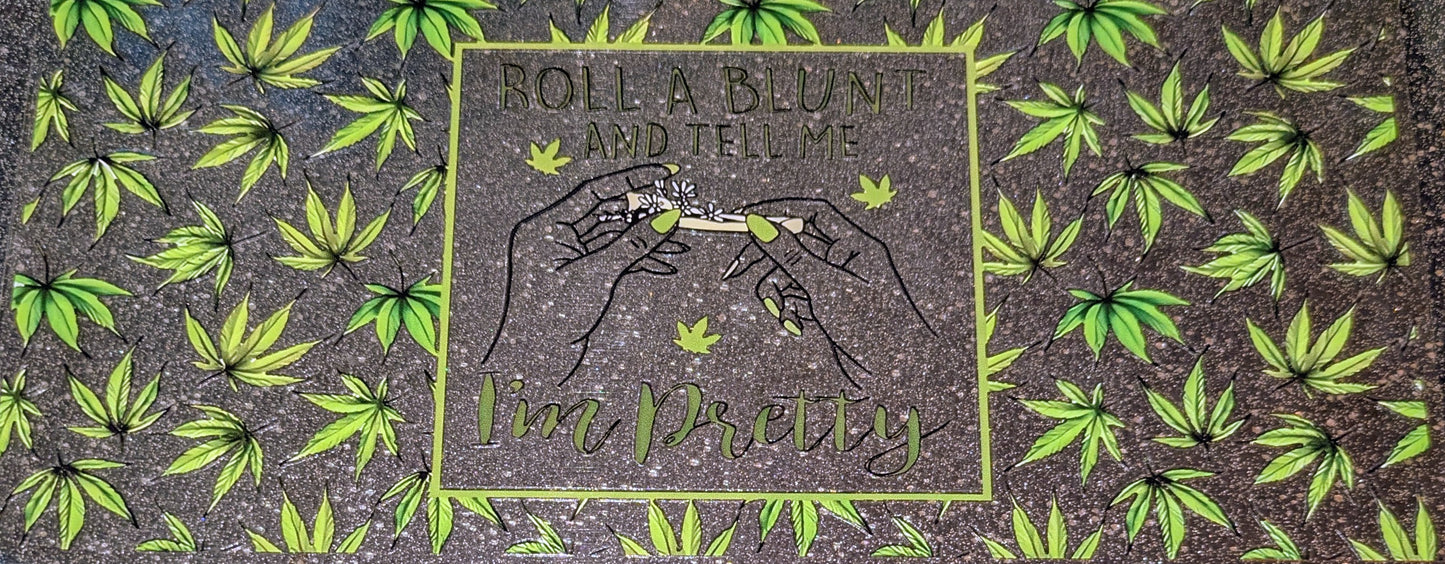 ROLL A BLUNT
AND TELL ME
I'm Pretty